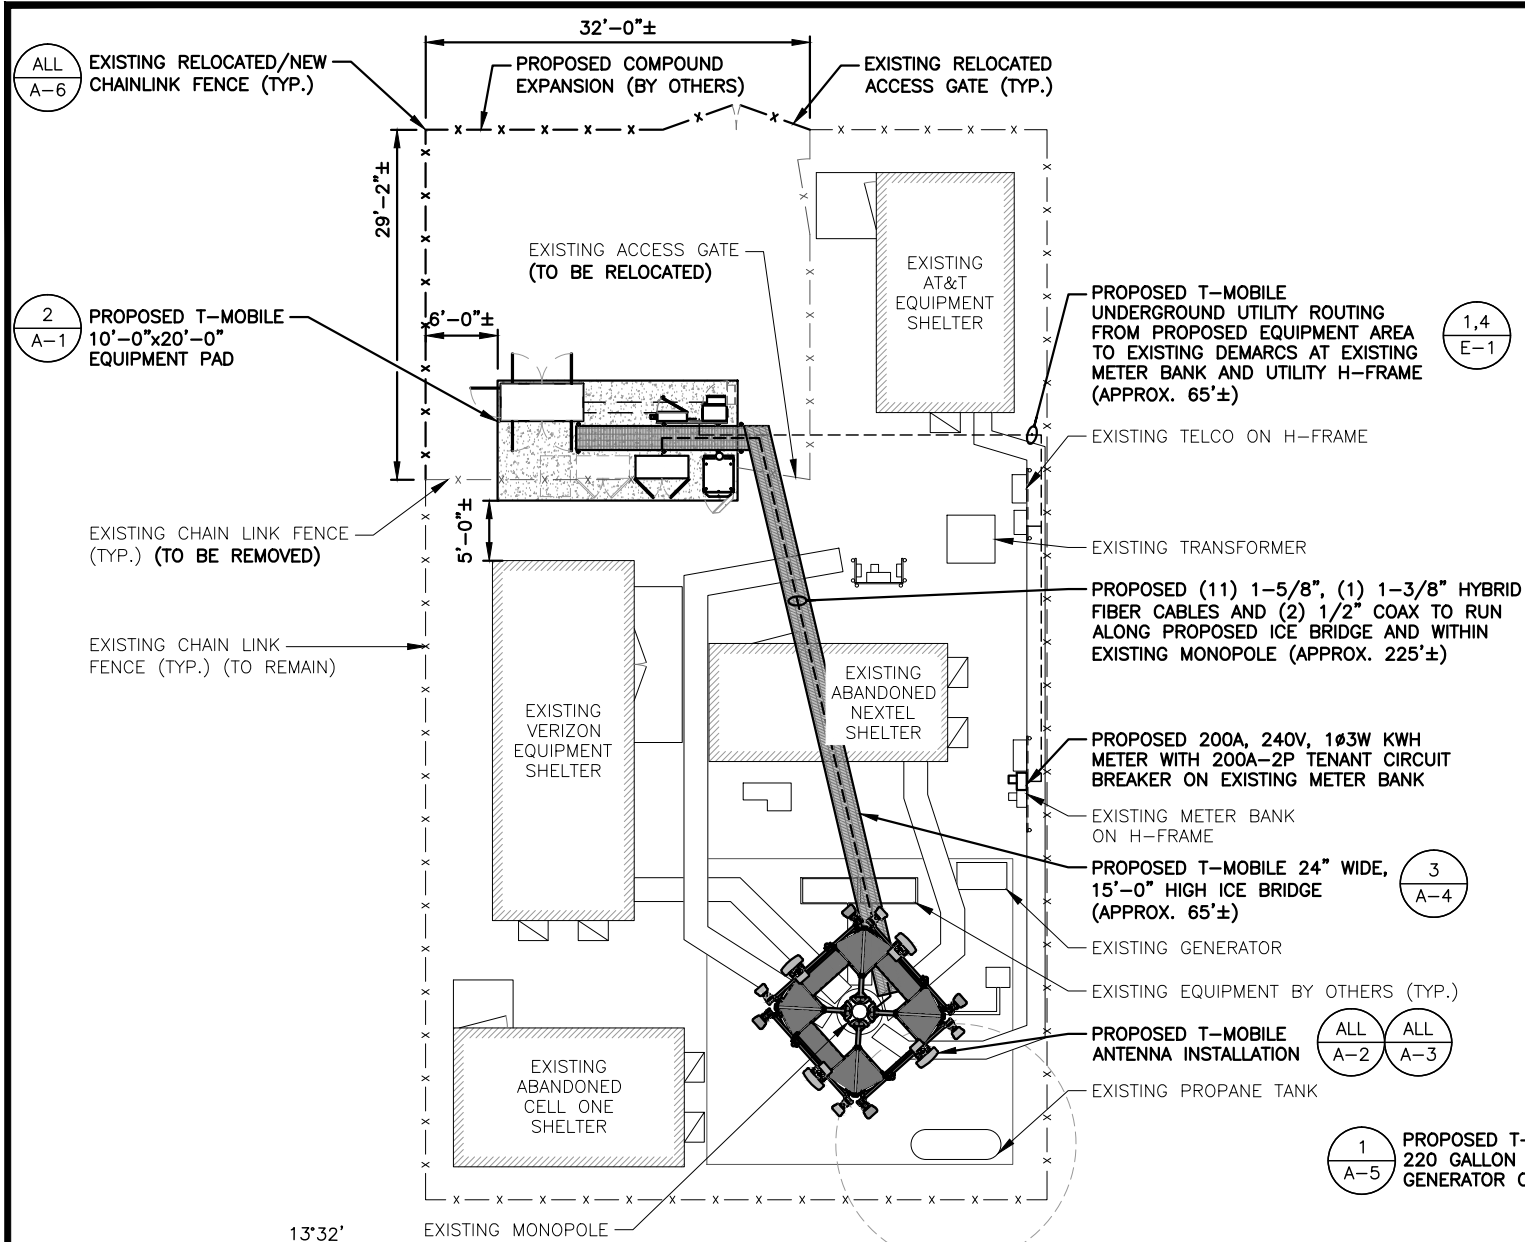 32'-0"±
ALL
A-6
EXISTING RELOCATED/NEW
CHAINLINK FENCE (TYP.)
PROPOSED COMPOUND
EXPANSION (BY OTHERS)
EXISTING RELOCATED
ACCESS GATE (TYP.)
29'-2"±
EXISTING ACCESS GATE
(TO BE RELOCATED)
EXISTING
AT&T
EQUIPMENT
SHELTER
2
A-1
PROPOSED T-MOBILE
10'-0"x20'-0"
EQUIPMENT PAD
6'-0"±
PROPOSED T-MOBILE
UNDERGROUND UTILITY ROUTING
FROM PROPOSED EQUIPMENT AREA
TO EXISTING DEMARCS AT EXISTING
METER BANK AND UTILITY H-FRAME
(APPROX. 65'±)
1,4
E-1
EXISTING TELCO ON H-FRAME
EXISTING CHAIN LINK FENCE
(TYP.) (TO BE REMOVED)
5'-0"±
EXISTING TRANSFORMER
PROPOSED (11) 1-5/8", (1) 1-3/8" HYBRID
FIBER CABLES AND (2) 1/2" COAX TO RUN
ALONG PROPOSED ICE BRIDGE AND WITHIN
EXISTING MONOPOLE (APPROX. 225'±)
EXISTING CHAIN LINK
FENCE (TYP.) (TO REMAIN)
EXISTING
VERIZON
EQUIPMENT
SHELTER
EXISTING
ABANDONED
NEXTEL
SHELTER
PROPOSED 200A, 240V, 1ø3W KWH
METER WITH 200A-2P TENANT CIRCUIT
BREAKER ON EXISTING METER BANK
EXISTING METER BANK
ON H-FRAME
PROPOSED T-MOBILE 24" WIDE,
15'-0" HIGH ICE BRIDGE
(APPROX. 65'±)
3
A-4
EXISTING GENERATOR
EXISTING EQUIPMENT BY OTHERS (TYP.)
PROPOSED T-MOBILE
ANTENNA INSTALLATION
ALL
A-2
ALL
A-3
EXISTING
ABANDONED
CELL ONE
SHELTER
EXISTING PROPANE TANK
1
A-5
PROPOSED T-
220 GALLON
GENERATOR
13°32'
EXISTING MONOPOLE